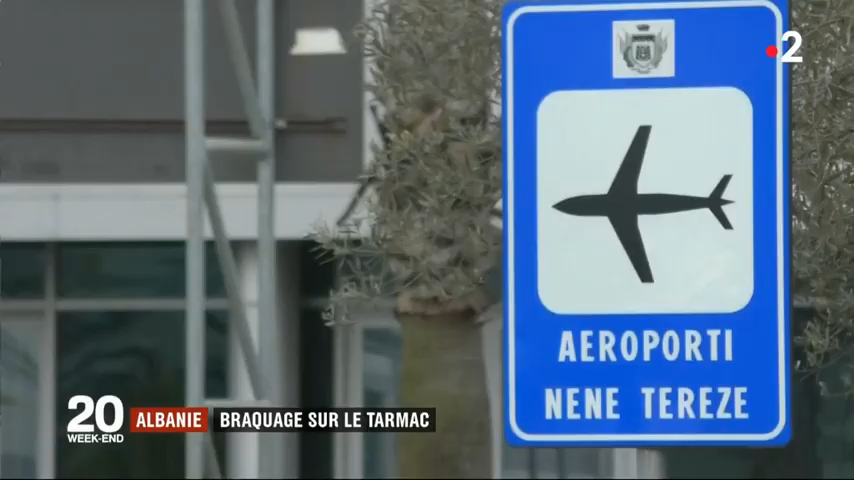 2
AEROPORTI
NENE TEREZE
20 ALBANIE BRAQUAGE SUR LE TARMAC
WEEK-END